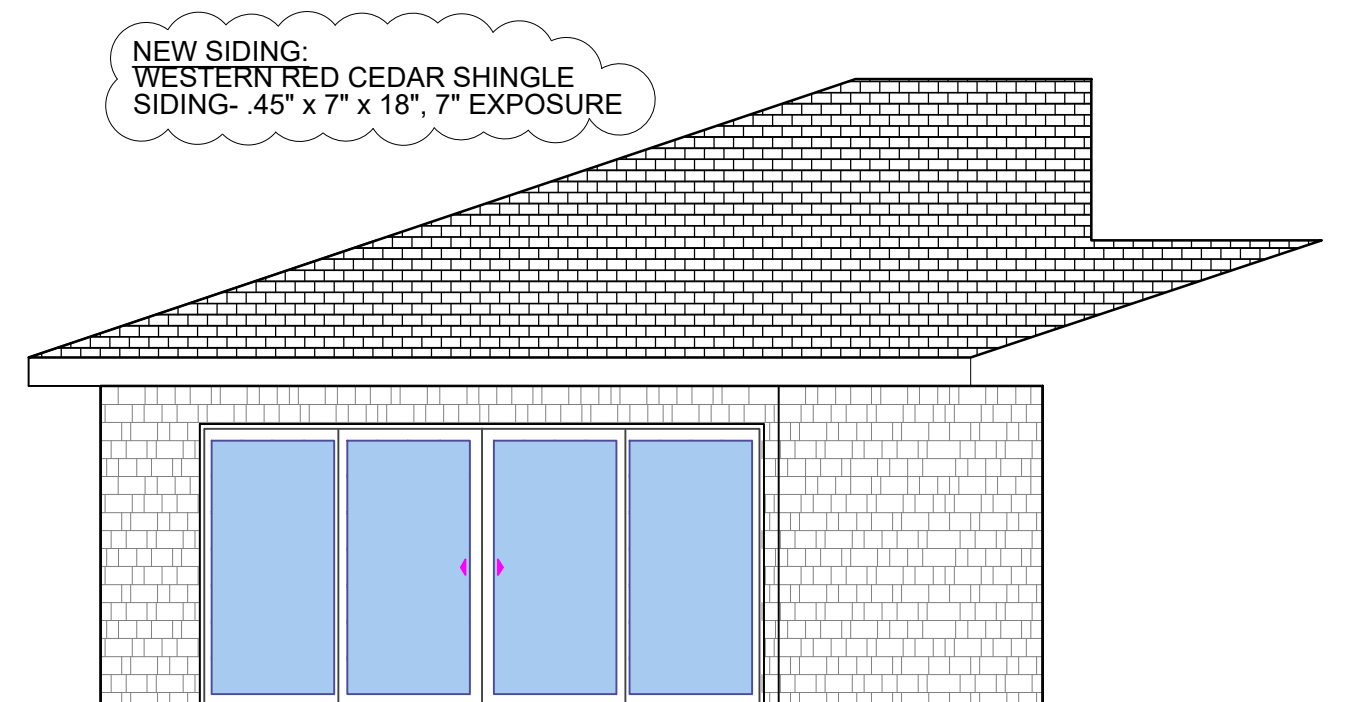 NEW SIDING:
WESTERN RED CEDAR SHINGLE
SIDING- .45" x 7" x 18", 7" EXPOSURE